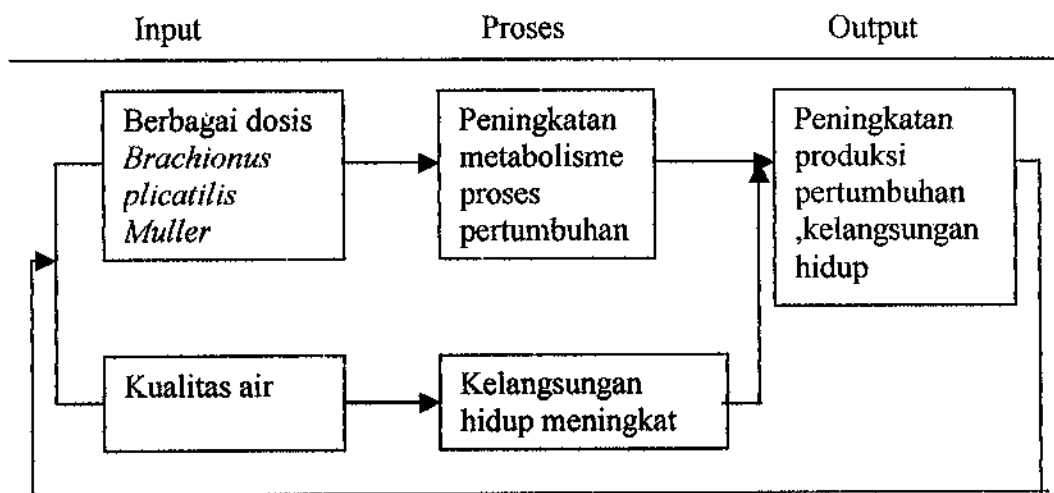 Input Proses Output
Berbagai dosis
Brachionus
plicatilis
Muller
Peningkatan
metabolisme
proses
pertumbuhan
Peningkatan
produksi
pertumbuhan
,kelangsungan
hidup
Kualitas air
Kelangsungan
hidup meningkat